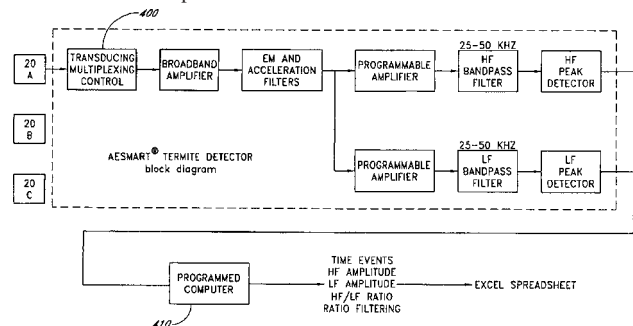 400
20
A
TRANSDUCING
MULTIPLEXING
CONTROL
BROADBAND
AMPLIFIER
EM AND
ACCELERATION
FILTERS
PROGRAMMABLE
AMPLIFIER
25-50 KHZ
HF
BANDPASS
FILTER
HF
PEAK
DETECTOR
20
B
AESMART® TERMITE DETECTOR
block diagram
20
C
PROGRAMMABLE
AMPLIFIER
25-50 KHZ
LF
BANDPASS
FILTER
LF
PEAK
DETECTOR
PROGRAMMED
COMPUTER
410
TIME EVENTS
HF AMPLITUDE
LF AMPLITUDE
HF/LF RATIO
RATIO FILTERING
EXCEL SPREADSHEET